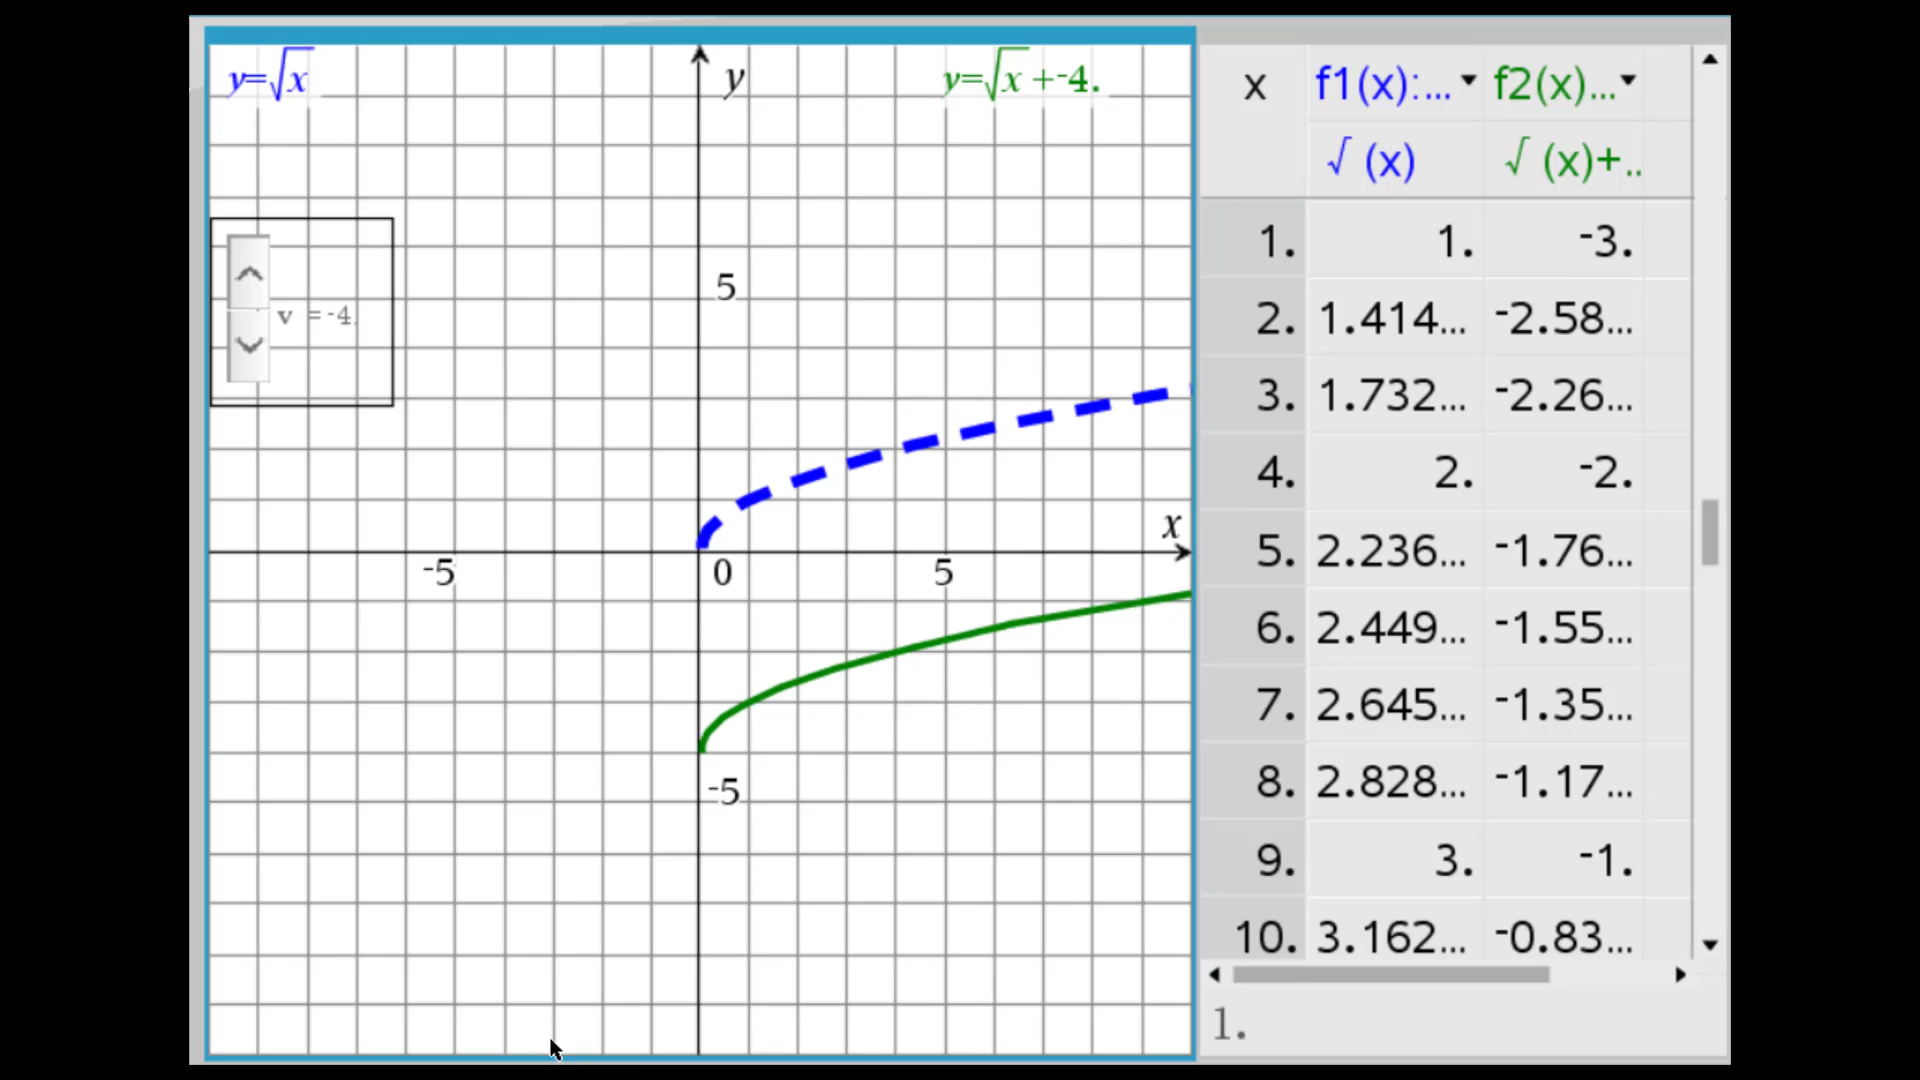 y=√x
y
y=√x +⁻4.
5
v = ⁻4.
x
⁻5
0
5
⁻5
x f1(x):... ▼ f2(x)... ▼
√ (x) √ (x)+..
1. 1. ⁻3.
2. 1.414... ⁻2.58...
3. 1.732... ⁻2.26...
4. 2. ⁻2.
5. 2.236... ⁻1.76...
6. 2.449... ⁻1.55...
7. 2.645... ⁻1.35...
8. 2.828... ⁻1.17...
9. 3. ⁻1.
10. 3.162... ⁻0.83...
1.